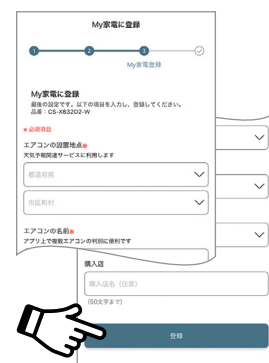 My家電に登録
1
2
3
My家電登録
My家電に登録
最後の設定です。以下の項目を入力し、登録してください。
品番：CS-X632D2-W
※ 必須項目
エアコンの設置地点※
天気予報関連サービスに利用します
都道府県
市区町村
エアコンの名前※
アプリ上で複数エアコンの判別に便利です
購入店
購入店名（任意）
(50文字まで)
登録